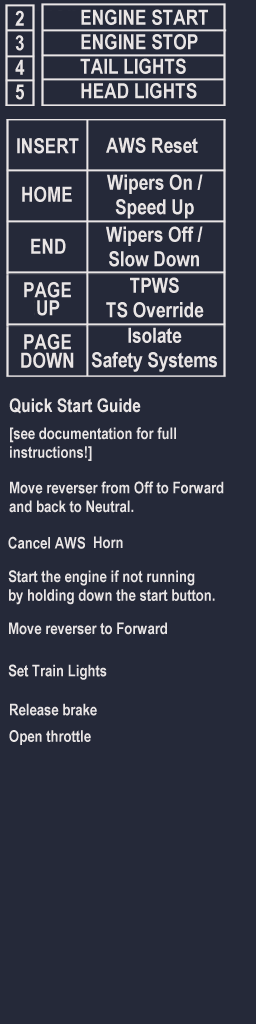 2 ENGINE START
3 ENGINE STOP
4 TAIL LIGHTS
5 HEAD LIGHTS
INSERT AWS Reset
HOME Wipers On /
Speed Up
END Wipers Off /
Slow Down
PAGE
UP TPWS
TS Override
PAGE
DOWN Isolate
Safety Systems
Quick Start Guide
[see documentation for full
instructions!]
Move reverser from Off to Forward
and back to Neutral.
Cancel AWS Horn
Start the engine if not running
by holding down the start button.
Move reverser to Forward
Set Train Lights
Release brake
Open throttle